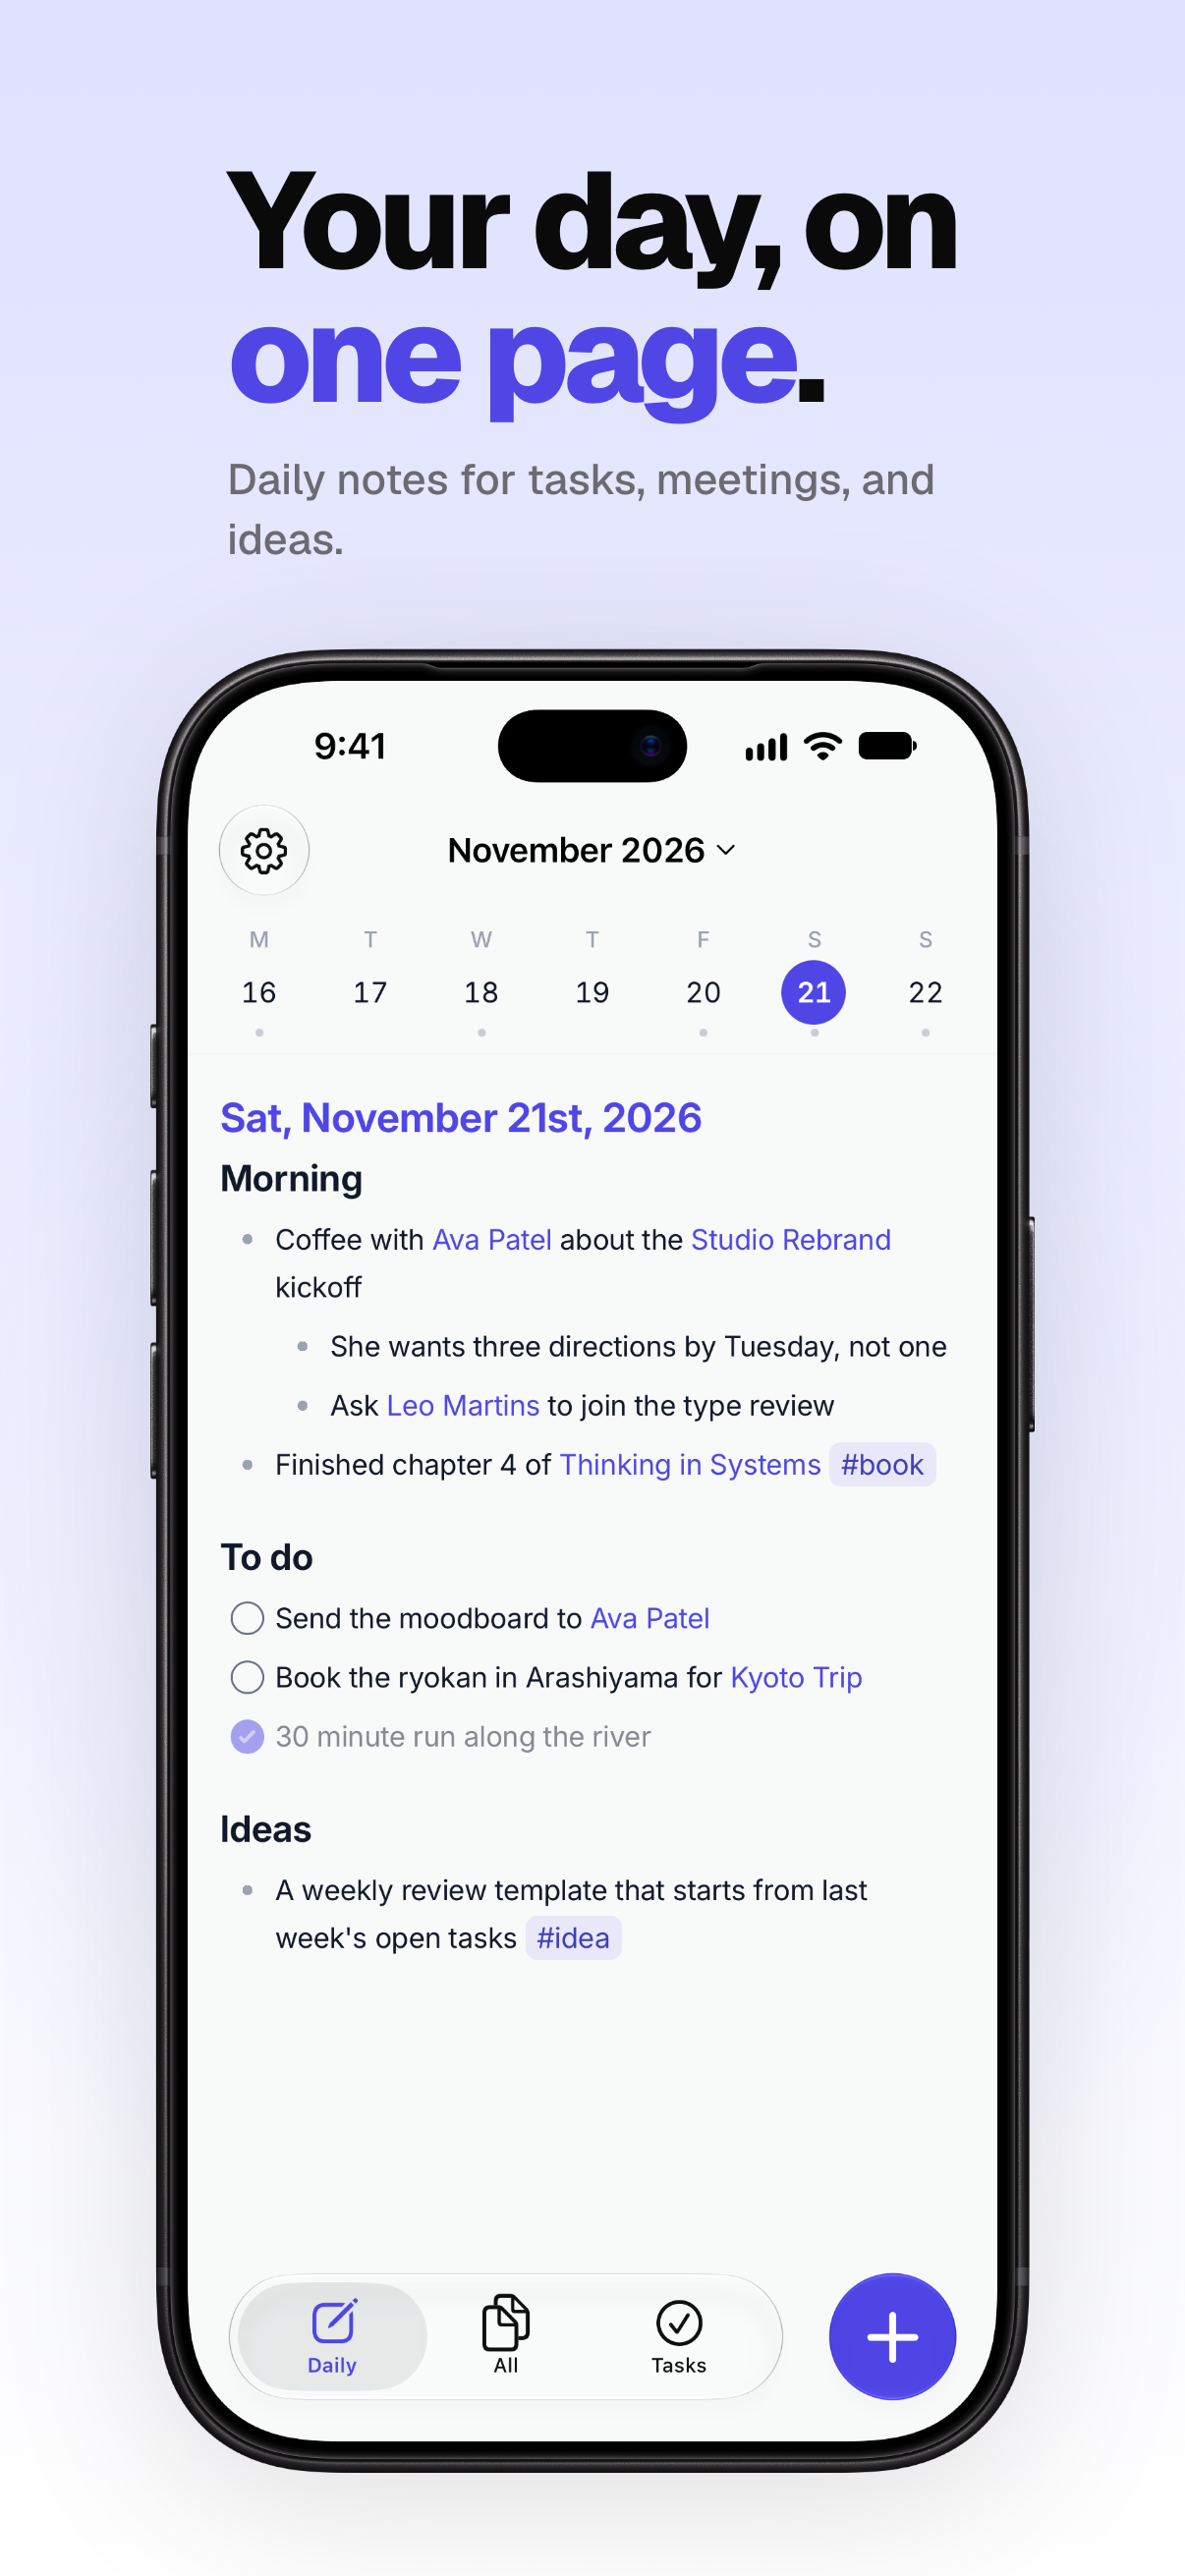 Your day, on
one page.
Daily notes for tasks, meetings, and
ideas.
9:41
November 2026
M T W T F S S
16 17 18 19 20 21 22
Sat, November 21st, 2026
Morning
Coffee with Ava Patel about the Studio Rebrand
kickoff
She wants three directions by Tuesday, not one
Ask Leo Martins to join the type review
Finished chapter 4 of Thinking in Systems #book
To do
Send the moodboard to Ava Patel
Book the ryokan in Arashiyama for Kyoto Trip
30 minute run along the river
Ideas
A weekly review template that starts from last
week's open tasks #idea
Daily All Tasks